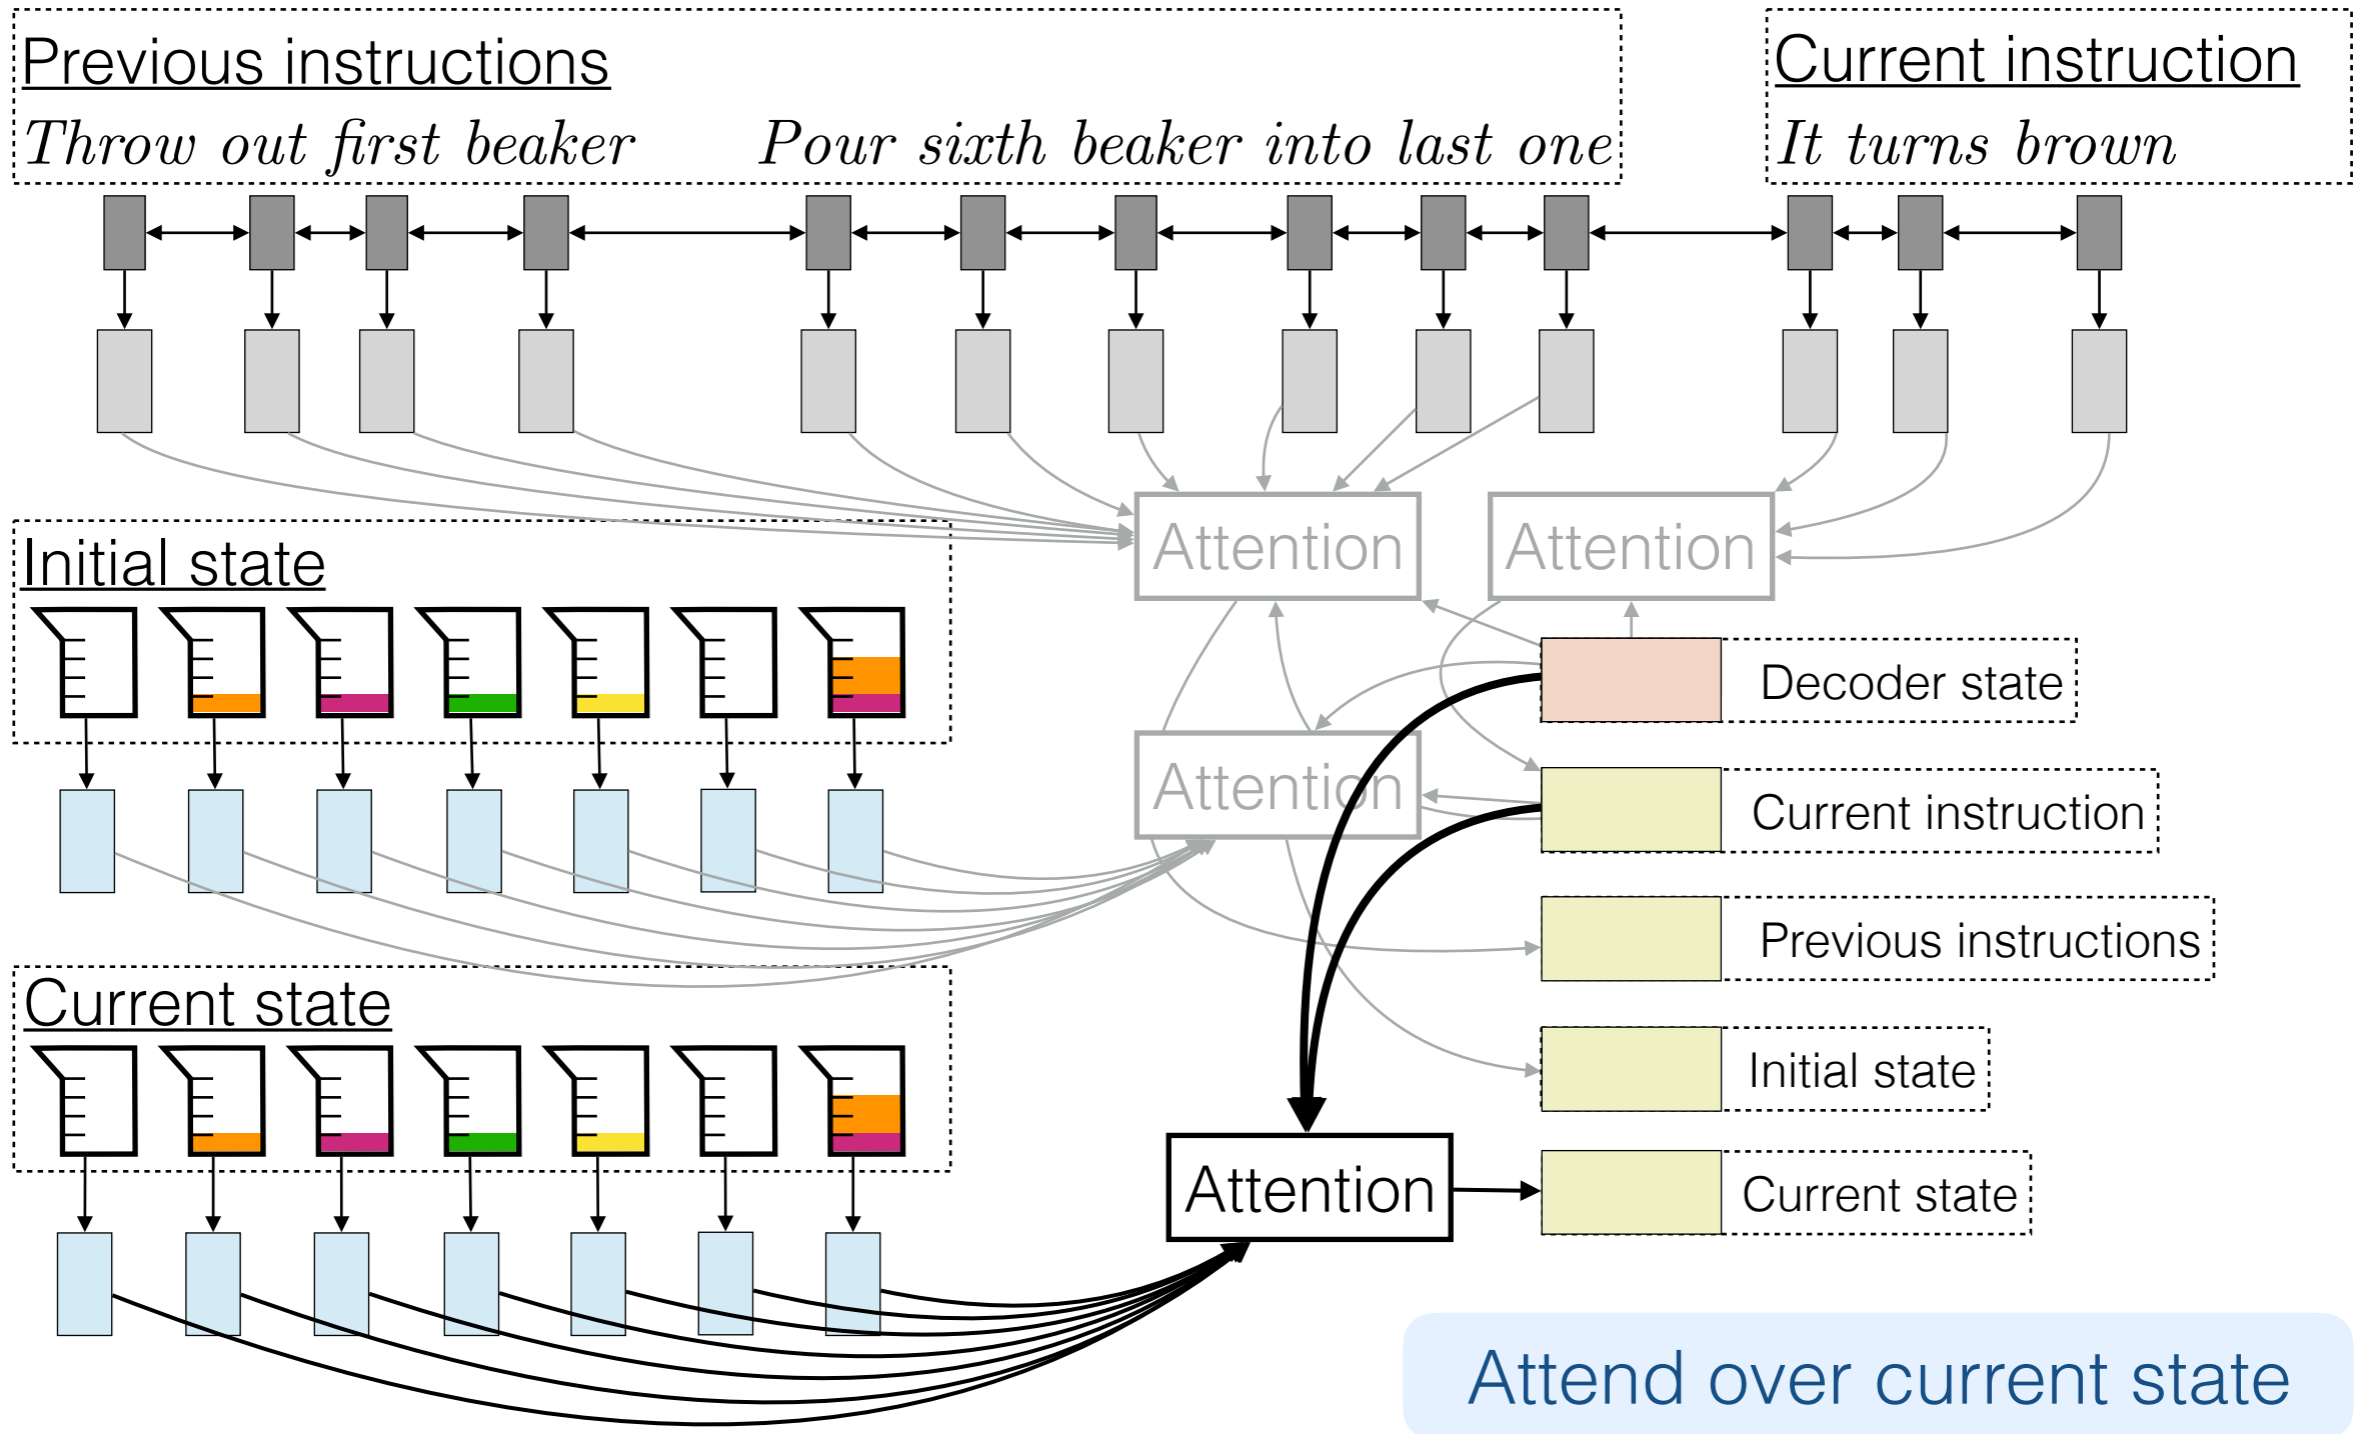 Previous instructions
Throw out first beaker
Pour sixth beaker into last one
Current instruction
It turns brown
Attention
Attention
Initial state
Decoder state
Attention
Current instruction
Previous instructions
Current state
Initial state
Attention
Current state
Attend over current state